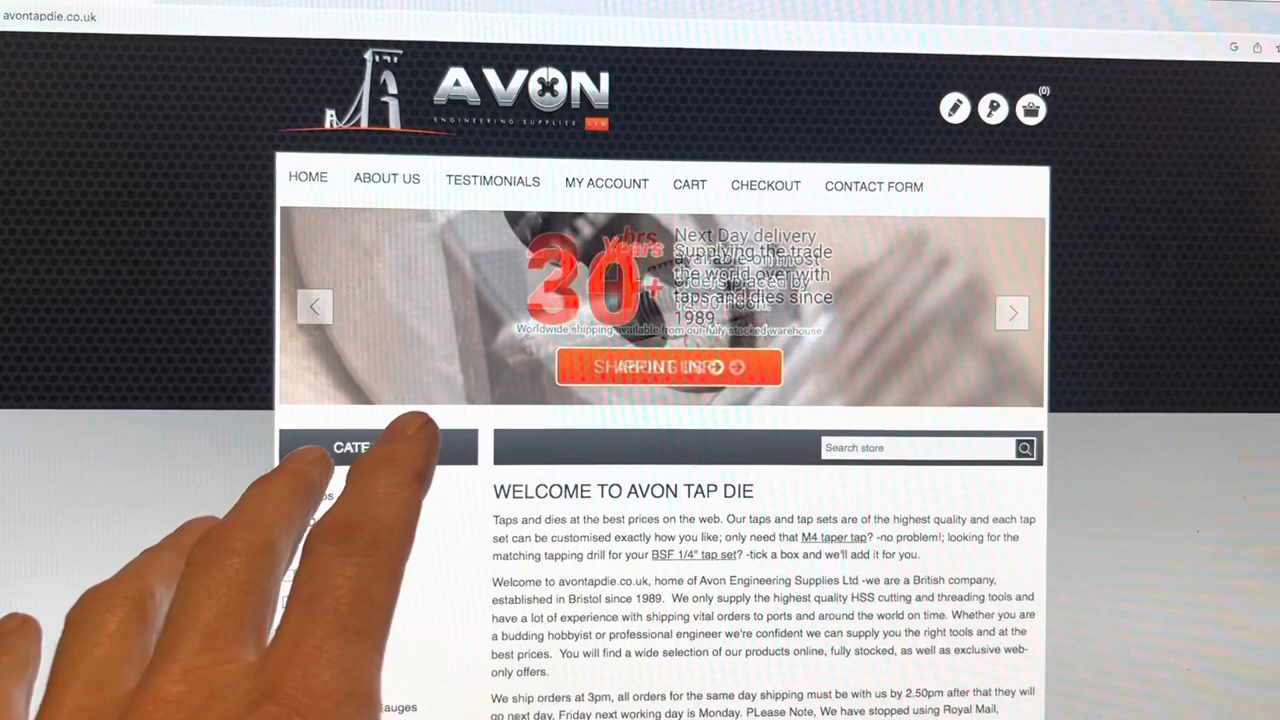 avontapdie.co.uk
AVON
ENGINEERING SUPPLIES LTD
(0)
HOME ABOUT US TESTIMONIALS MY ACCOUNT CART CHECKOUT CONTACT FORM
30+
Years
hrs
Next Day delivery
Supplying the trade
available on most
the world over with
orders placed by
taps and dies since
1989.
Worldwide shipping available from our fully stocked warehouse
Search store
WELCOME TO AVON TAP DIE
Taps and dies at the best prices on the web. Our taps and tap sets are of the highest quality and each tap
set can be customised exactly how you like; only need that M4 taper tap? -no problem!; looking for the
matching tapping drill for your BSF 1/4" tap set? -tick a box and we'll add it for you.
Welcome to avontapdie.co.uk, home of Avon Engineering Supplies Ltd -we are a British company,
established in Bristol since 1989. We only supply the highest quality HSS cutting and threading tools and
have a lot of experience with shipping vital orders to ports and around the world on time. Whether you are
a budding hobbyist or professional engineer we're confident we can supply you the right tools and at the
best prices. You will find a wide selection of our products online, fully stocked, as well as exclusive web-
only offers.
We ship orders at 3pm, all orders for the same day shipping must be with us by 2.50pm after that they will
go next day. Friday next working day is Monday. PLease Note, We have stopped using Royal Mail,